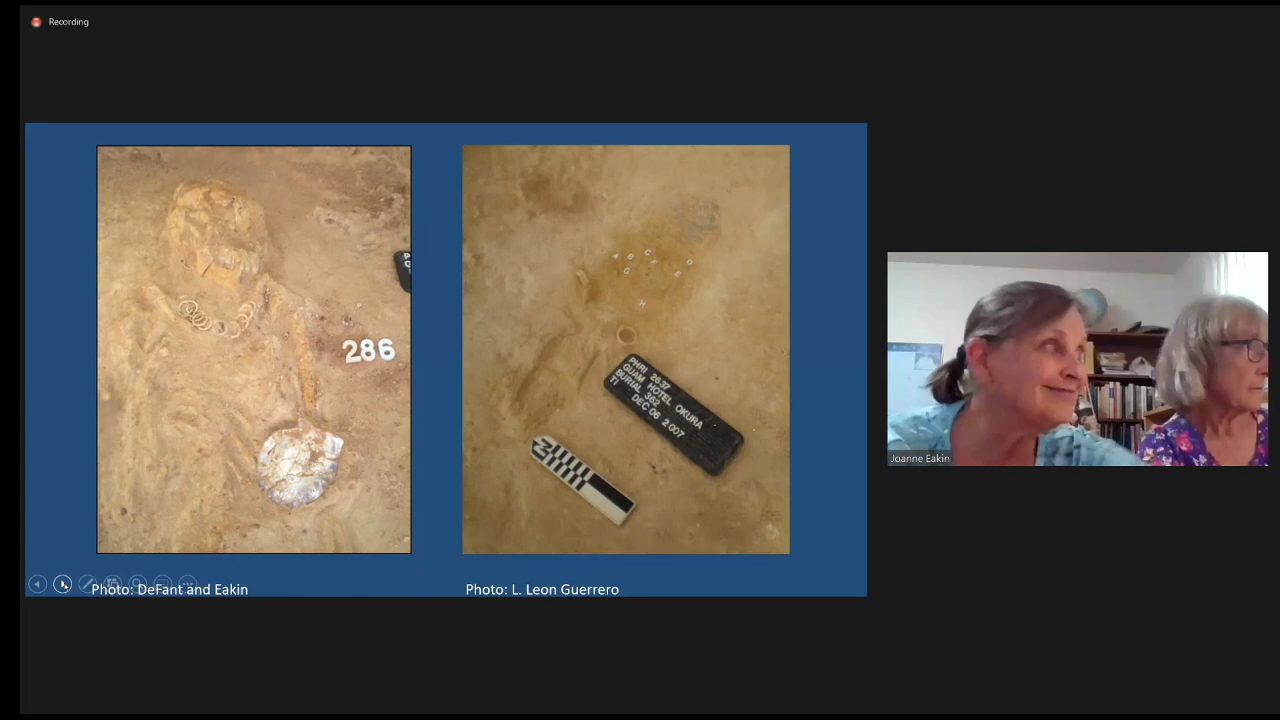 Recording
286
A
B
C
D
E
G
H
PHRI 2637
GUAM HOTEL OKURA
BURIAL 362
T1
DEC 06 2007
Photo: DeFant and Eakin
Photo: L. Leon Guerrero
Joanne Eakin